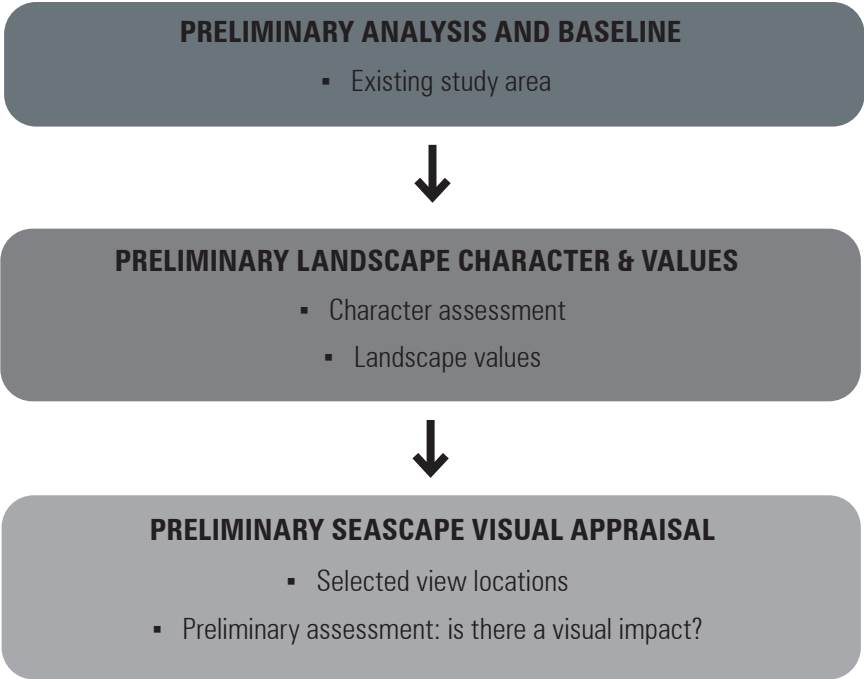 PRELIMINARY ANALYSIS AND BASELINE
▪ Existing study area
PRELIMINARY LANDSCAPE CHARACTER & VALUES
▪ Character assessment
▪ Landscape values
PRELIMINARY SEASCAPE VISUAL APPRAISAL
▪ Selected view locations
▪ Preliminary assessment: is there a visual impact?